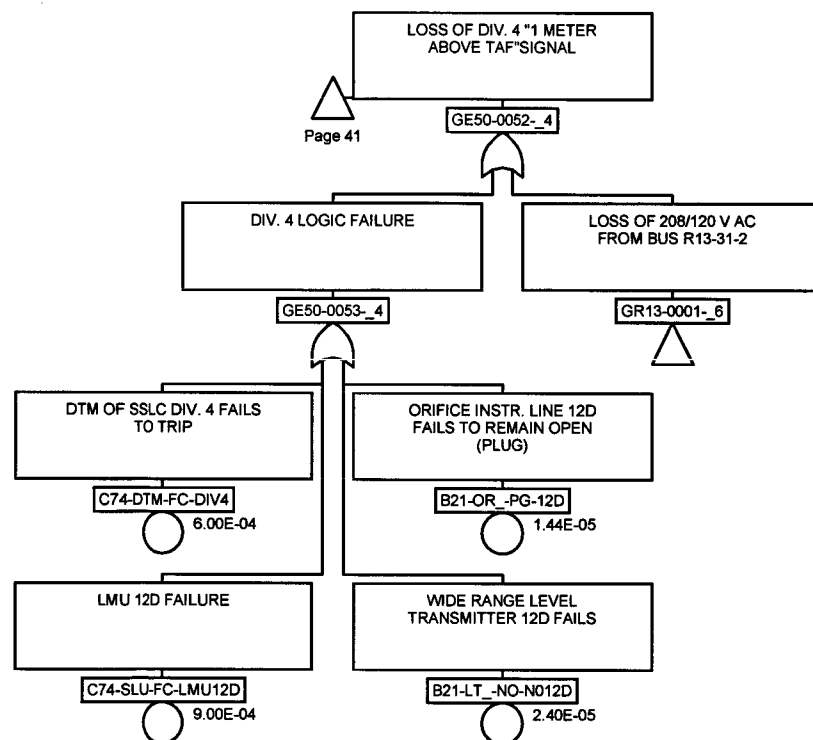 LOSS OF DIV. 4 "1 METER
ABOVE TAF"SIGNAL
Page 41
GE50-0052-_4
DIV. 4 LOGIC FAILURE
LOSS OF 208/120 V AC
FROM BUS R13-31-2
GE50-0053-_4
GR13-0001-_6
DTM OF SSLC DIV. 4 FAILS
TO TRIP
ORIFICE INSTR. LINE 12D
FAILS TO REMAIN OPEN
(PLUG)
C74-DTM-FC-DIV4
6.00E-04
B21-OR_-PG-12D
1.44E-05
LMU 12D FAILURE
WIDE RANGE LEVEL
TRANSMITTER 12D FAILS
C74-SLU-FC-LMU12D
9.00E-04
B21-LT_-NO-N012D
2.40E-05